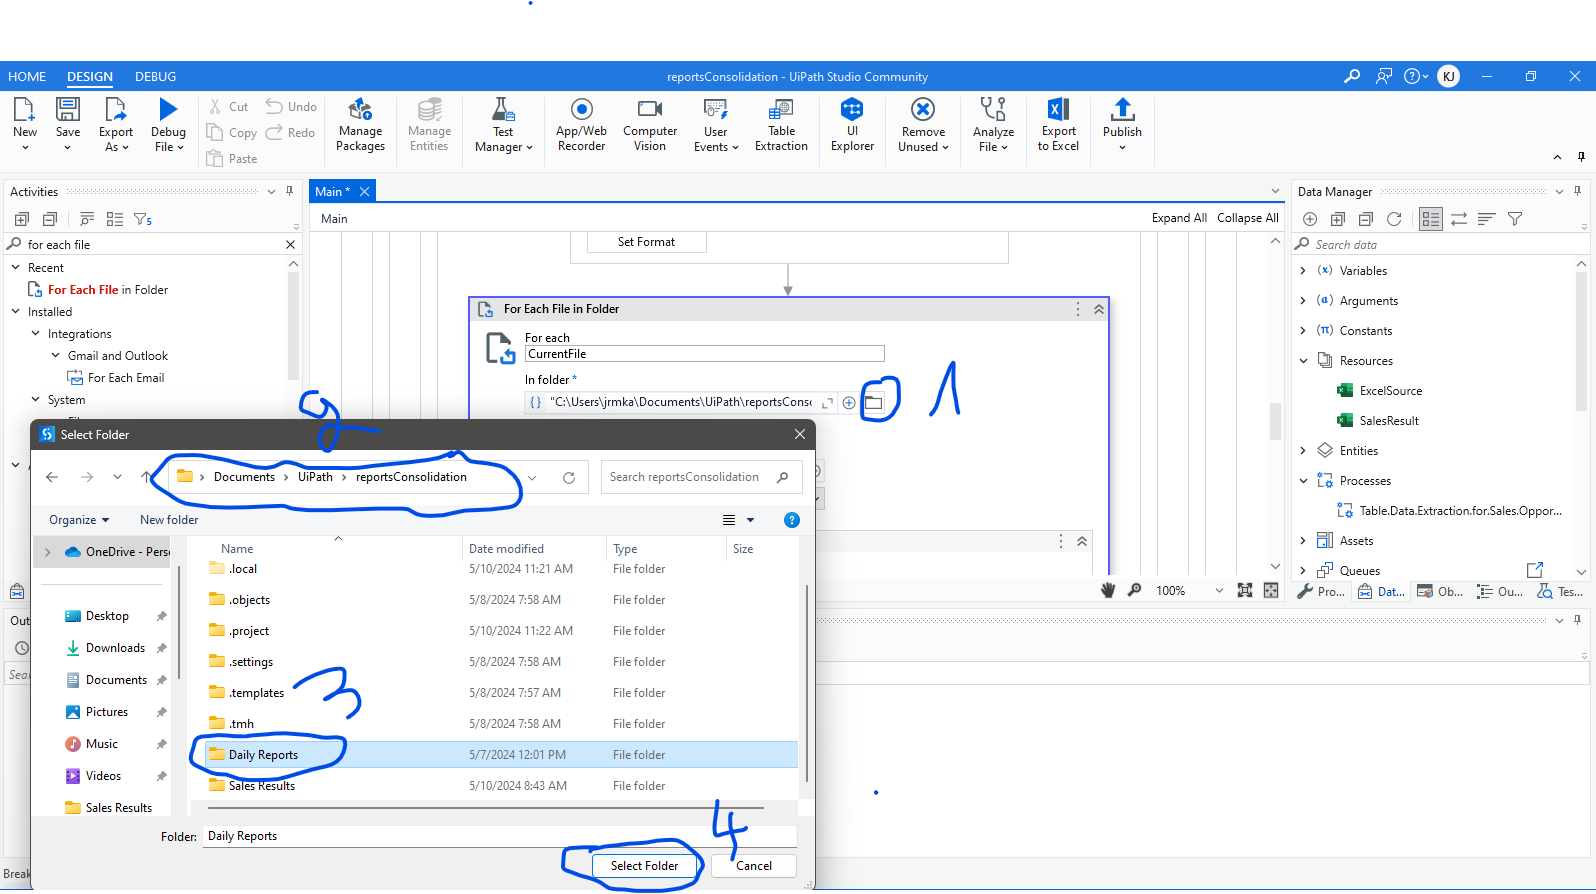 reportsConsolidation - UiPath Studio Community
KJ
HOME DESIGN DEBUG
New Save Export As Debug File
Cut Copy Paste
Undo Redo
Manage Packages
Manage Entities
Test Manager
App/Web Recorder
Computer Vision
User Events
Table Extraction
UI Explorer
Remove Unused
Analyze File
Export to Excel
Publish
Activities
5
for each file
Recent
For Each File in Folder
Installed
Integrations
Gmail and Outlook
For Each Email
System
Main *
Main
Expand All Collapse All
Set Format
For Each File in Folder
For each
CurrentFile
In folder *
"C:\Users\jrmka\Documents\UiPath\reportsConsc
1
100%
Data Manager
Search data
Variables
Arguments
Constants
Resources
ExcelSource
SalesResult
Entities
Processes
Table.Data.Extraction.for.Sales.Oppor...
Assets
Queues
Pro... Dat... Ob... Ou... Tes...
Out
Sear
Break
2
Select Folder
Documents > UiPath > reportsConsolidation
Search reportsConsolidation
Organize New folder
Name Date modified Type Size
OneDrive - Perso
Desktop
Downloads
Documents
Pictures
Music
Videos
Sales Results
.local 5/10/2024 11:21 AM File folder
.objects 5/8/2024 7:58 AM File folder
.project 5/10/2024 11:22 AM File folder
.settings 5/8/2024 7:58 AM File folder
.templates 5/8/2024 7:57 AM File folder
3
.tmh 5/8/2024 7:58 AM File folder
Daily Reports 5/7/2024 12:01 PM File folder
Sales Results 5/10/2024 8:43 AM File folder
Folder: Daily Reports
4
Select Folder Cancel